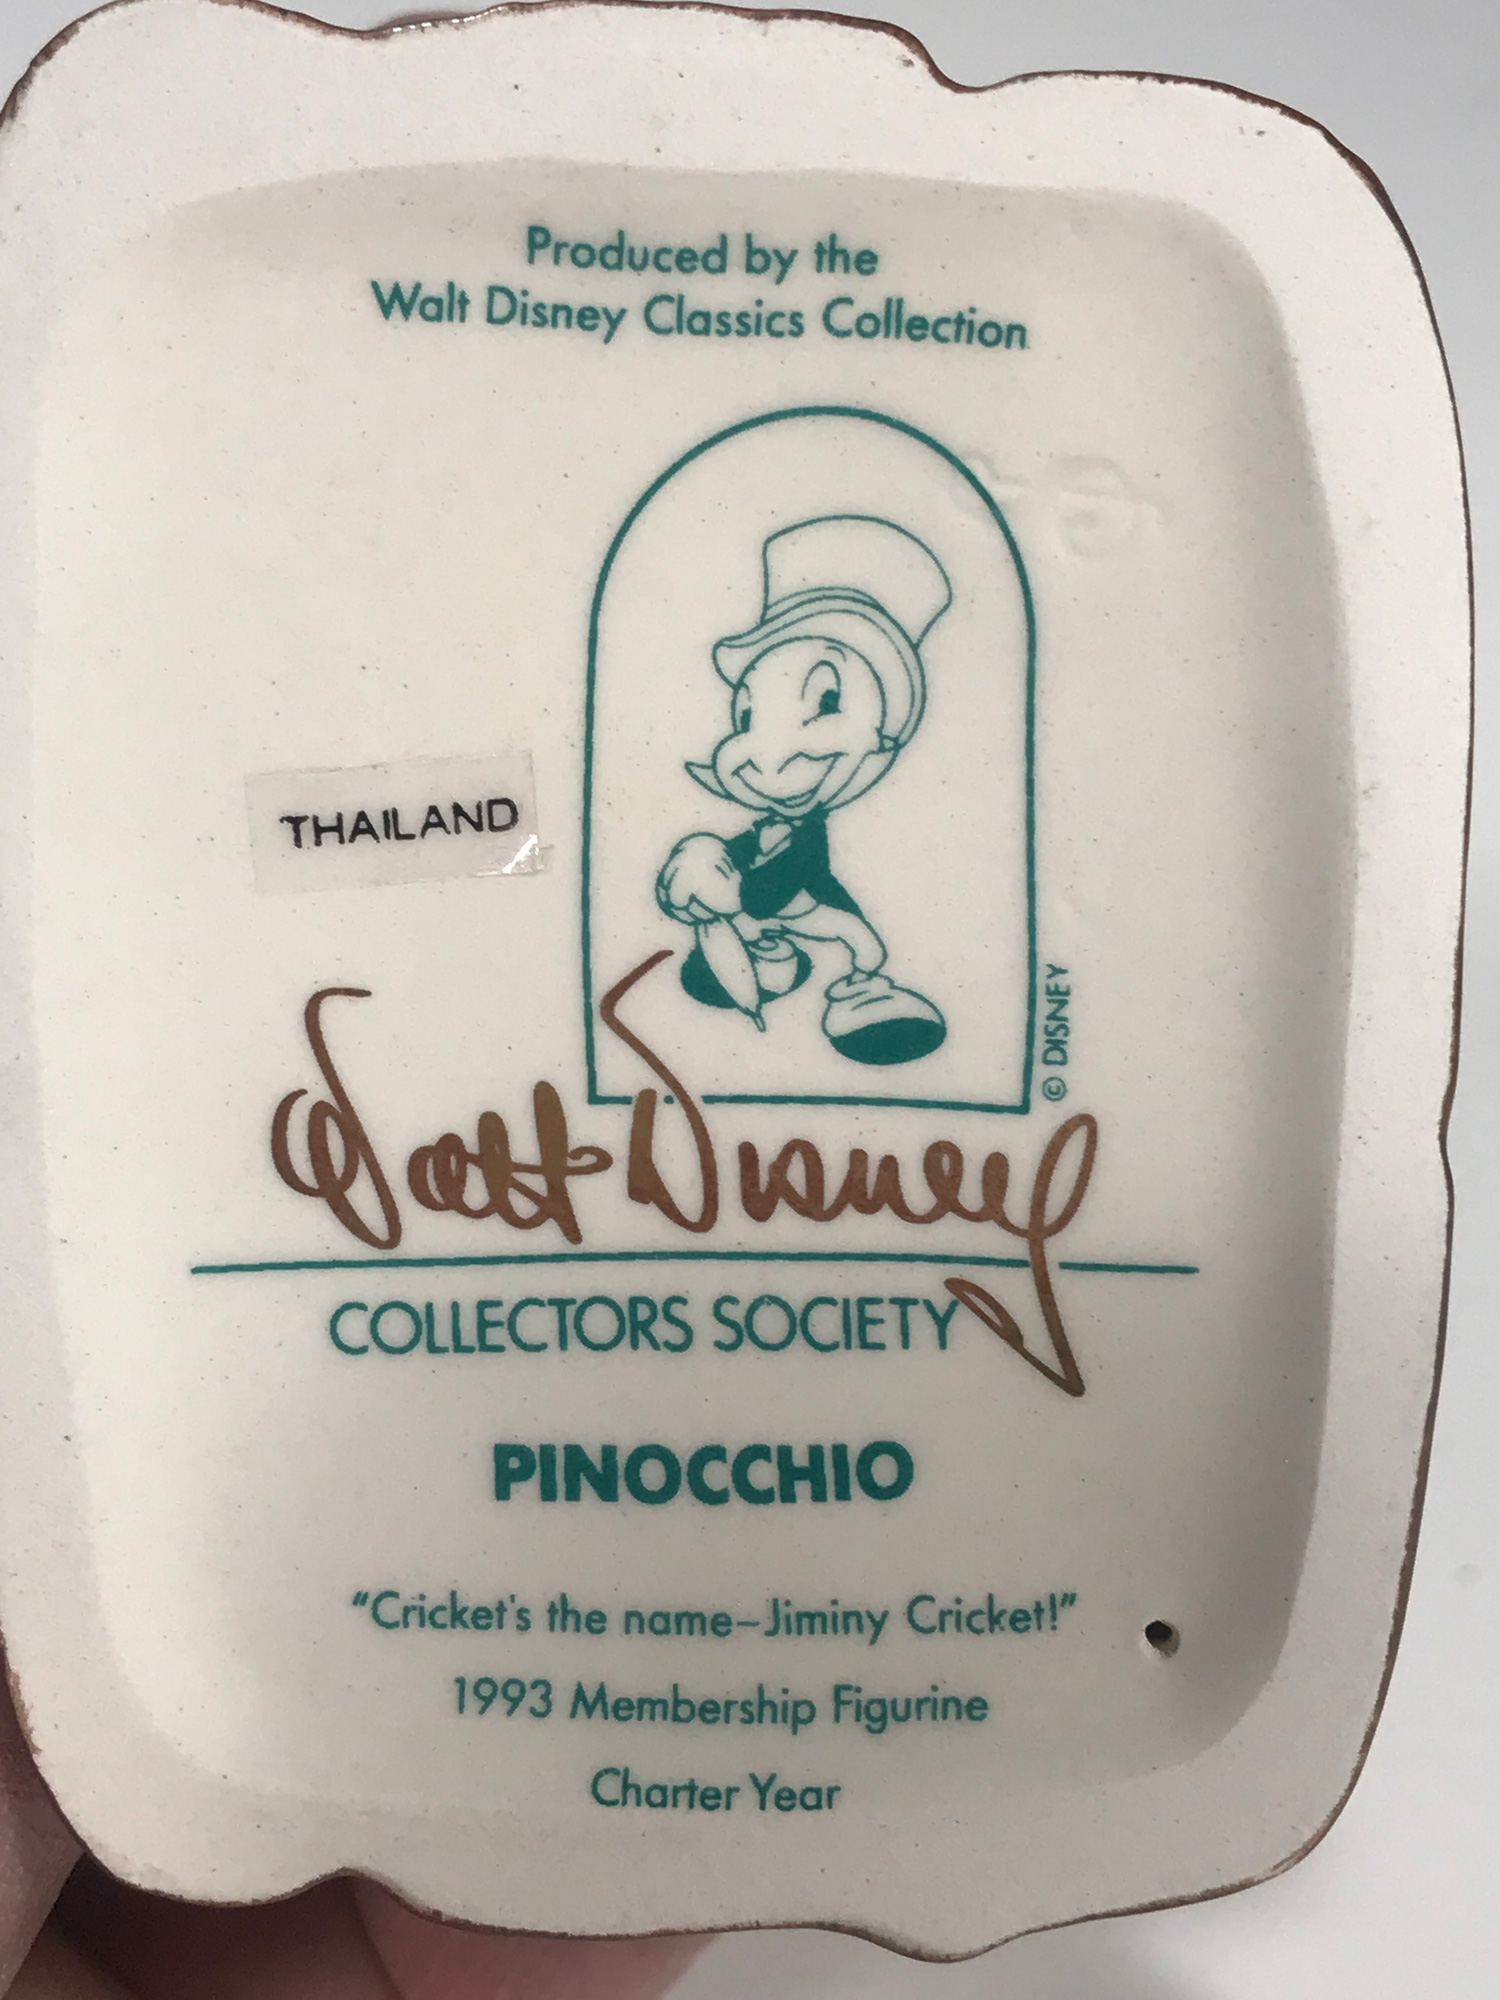 Produced by the
Walt Disney Classics Collection
THAILAND
© DISNEY
Walt Disney
COLLECTORS SOCIETY
PINOCCHIO
“Cricket's the name–Jiminy Cricket!”
1993 Membership Figurine
Charter Year